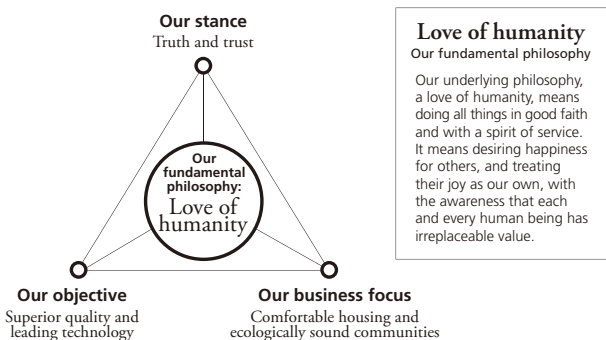 Our stance
Truth and trust
Our
fundamental
philosophy:
Love of
humanity
Our objective
Superior quality and
leading technology
Our business focus
Comfortable housing and
ecologically sound communities
Love of humanity
Our fundamental philosophy
Our underlying philosophy,
a love of humanity, means
doing all things in good faith
and with a spirit of service.
It means desiring happiness
for others, and treating
their joy as our own, with
the awareness that each
and every human being has
irreplaceable value.